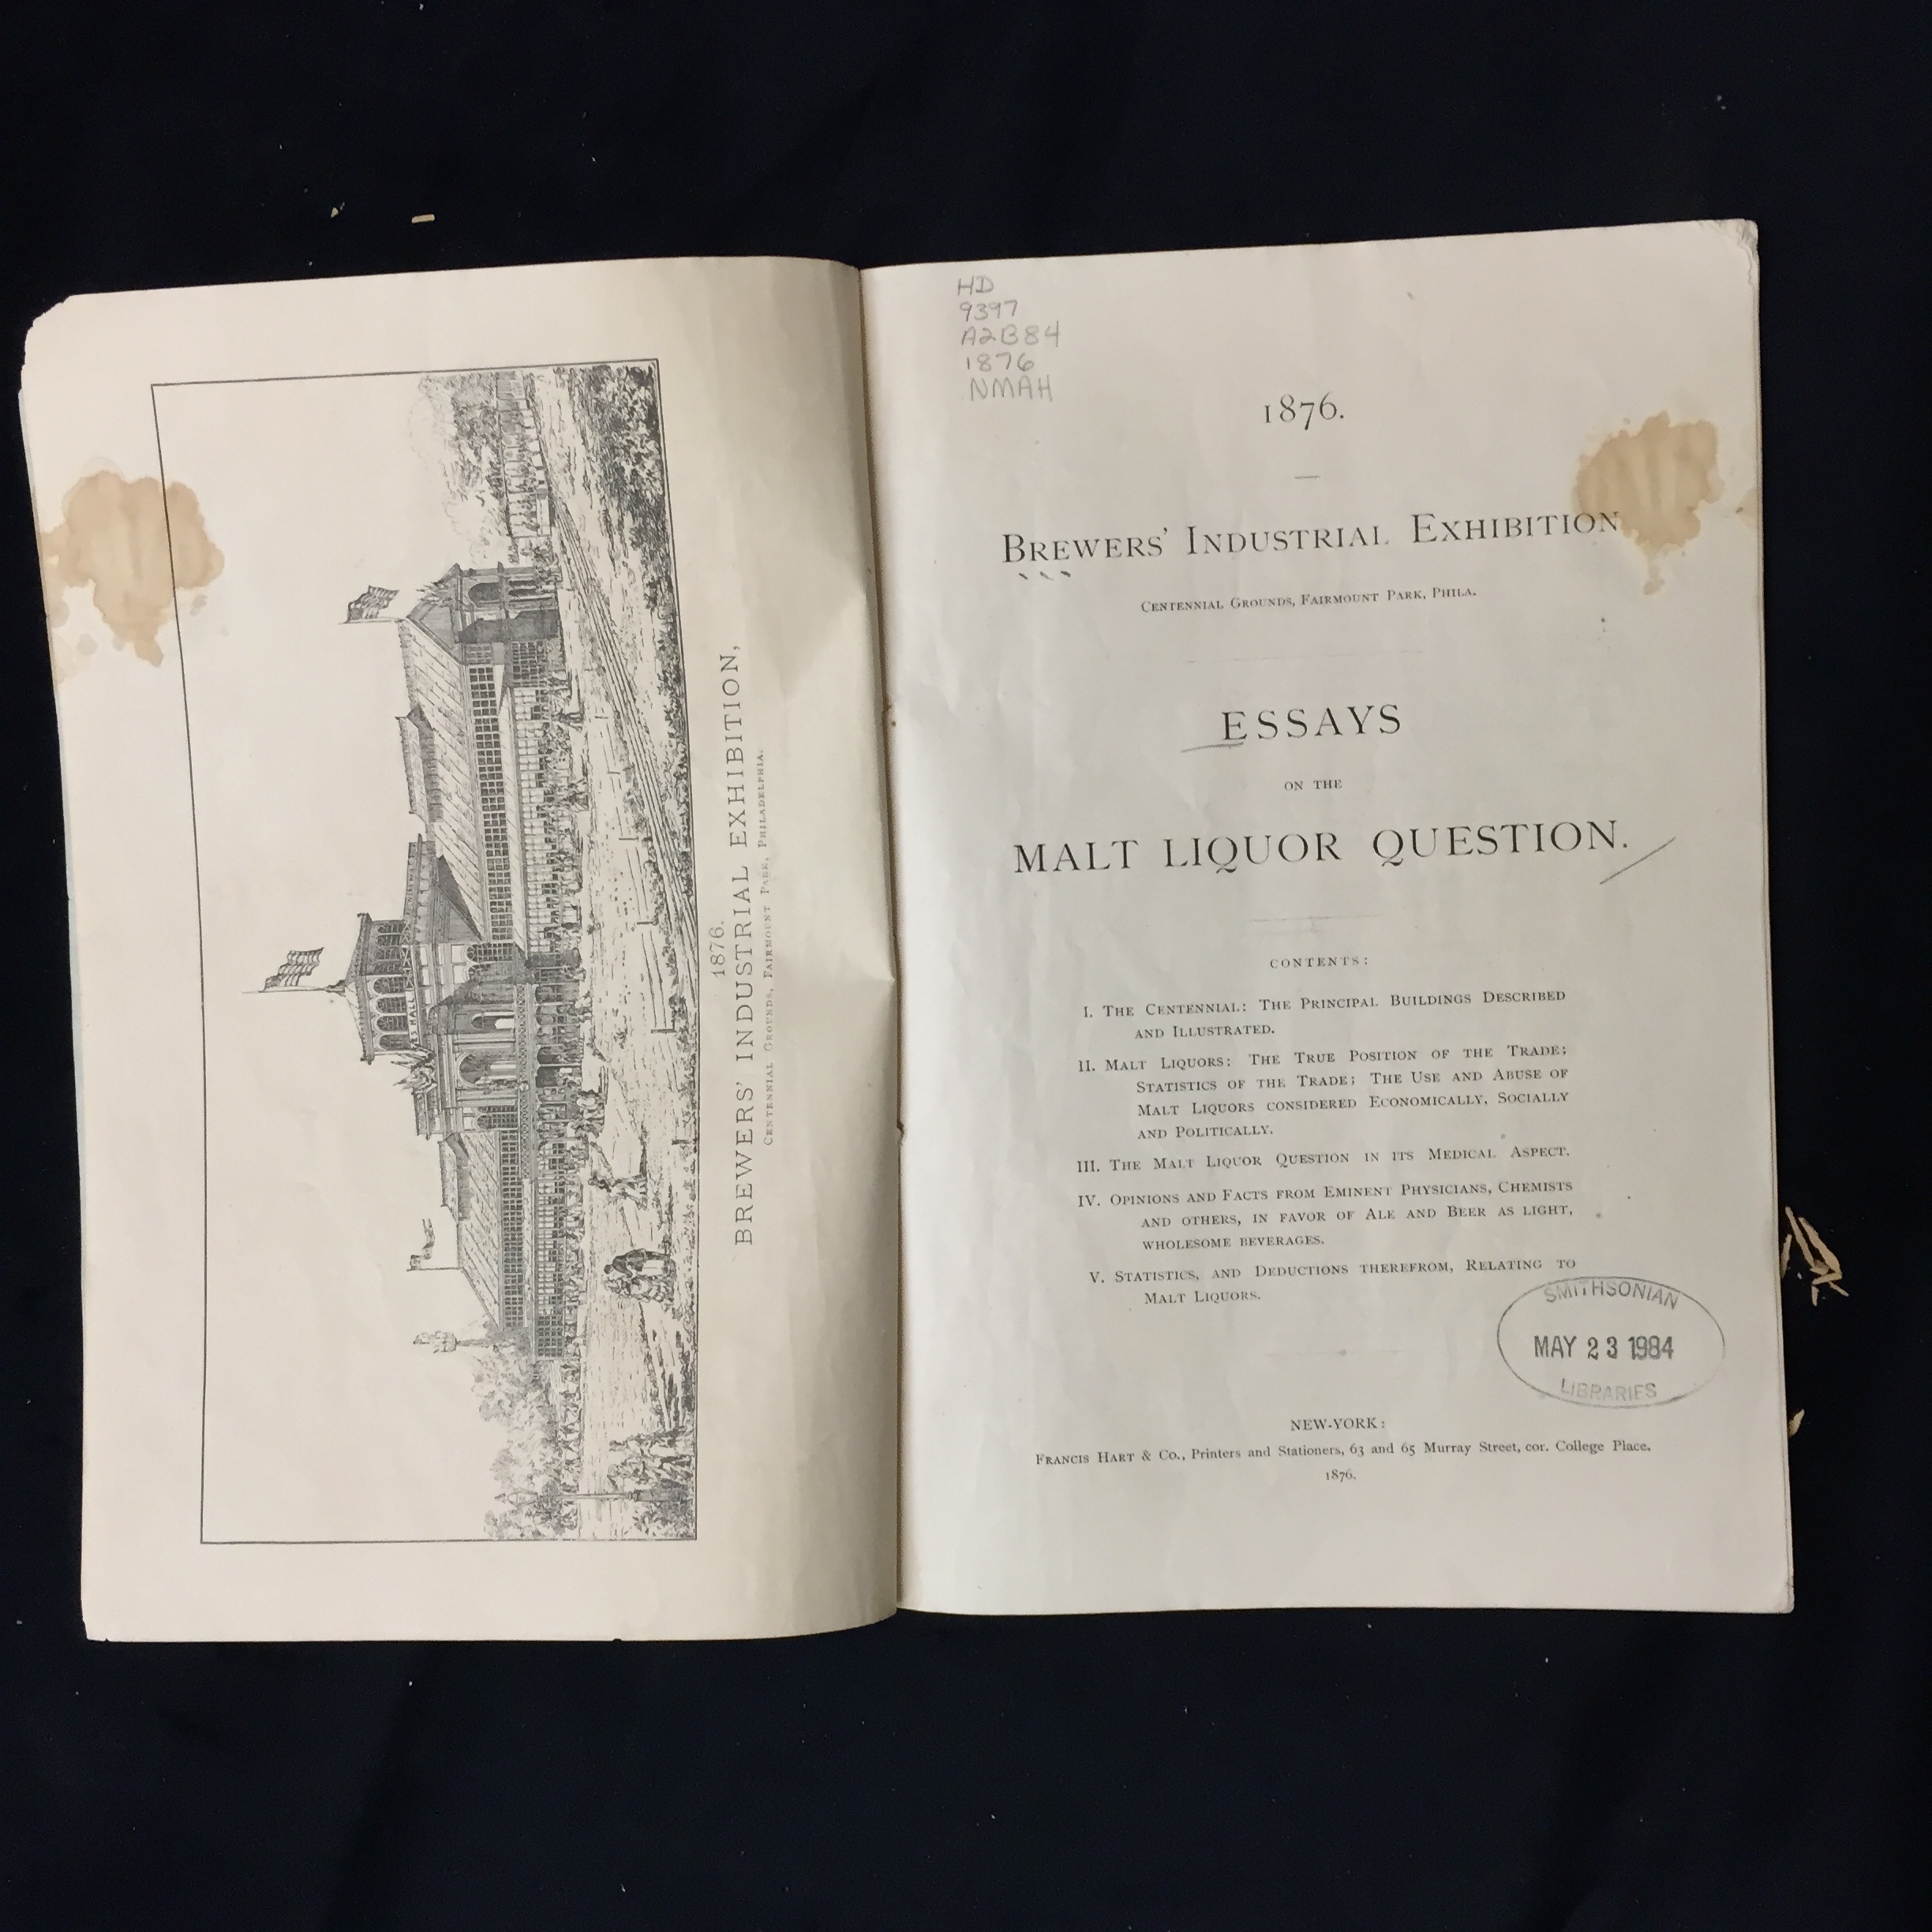 S HALL
1876.
BREWERS' INDUSTRIAL EXHIBITION,
CENTENNIAL GROUNDS, FAIRMOUNT PARK, PHILADELPHIA.
HD
9397
A2B84
1876
NMAH
1876.
BREWERS' INDUSTRIAL EXHIBITION
CENTENNIAL GROUNDS, FAIRMOUNT PARK, PHILA.
ESSAYS
ON THE
MALT LIQUOR QUESTION.
CONTENTS:
I. THE CENTENNIAL: THE PRINCIPAL BUILDINGS DESCRIBED
AND ILLUSTRATED.
II. MALT LIQUORS: THE TRUE POSITION OF THE TRADE;
STATISTICS OF THE TRADE; THE USE AND ABUSE OF
MALT LIQUORS CONSIDERED ECONOMICALLY, SOCIALLY
AND POLITICALLY.
III. THE MALT LIQUOR QUESTION IN ITS MEDICAL ASPECT.
IV. OPINIONS AND FACTS FROM EMINENT PHYSICIANS, CHEMISTS
AND OTHERS, IN FAVOR OF ALE AND BEER AS LIGHT,
WHOLESOME BEVERAGES.
V. STATISTICS, AND DEDUCTIONS THEREFROM, RELATING TO
MALT LIQUORS.
SMITHSONIAN
MAY 23 1984
LIBRARIES
NEW-YORK:
FRANCIS HART & CO., Printers and Stationers, 63 and 65 Murray Street, cor. College Place.
1876.